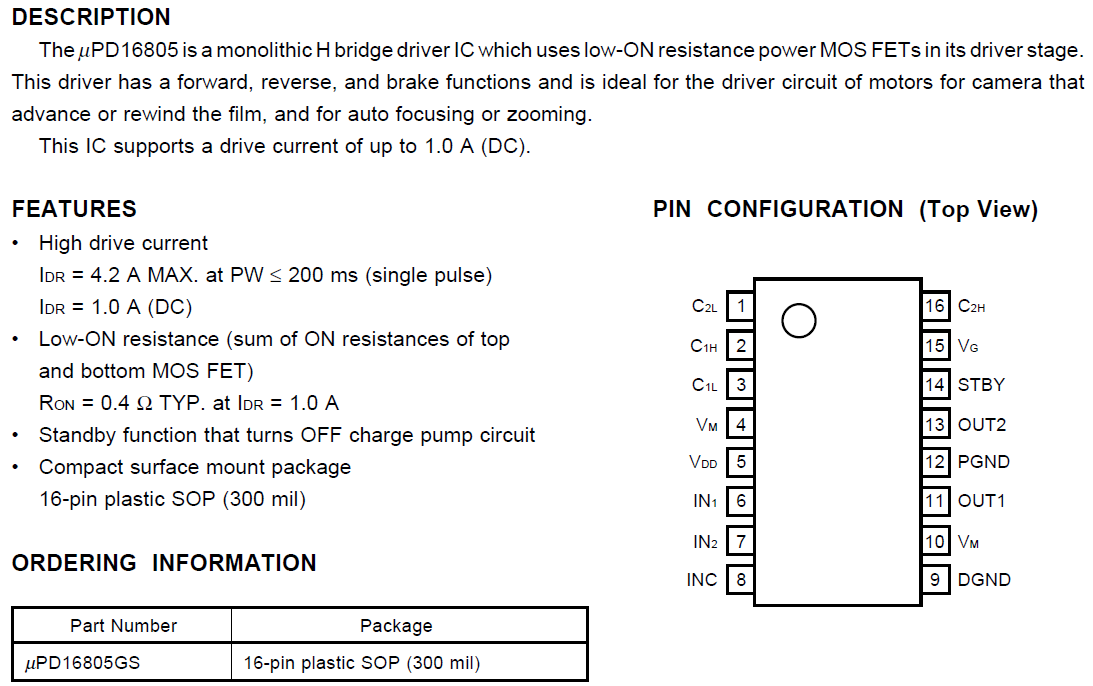 DESCRIPTION
The μPD16805 is a monolithic H bridge driver IC which uses low-ON resistance power MOS FETs in its driver stage.
This driver has a forward, reverse, and brake functions and is ideal for the driver circuit of motors for camera that
advance or rewind the film, and for auto focusing or zooming.
This IC supports a drive current of up to 1.0 A (DC).
FEATURES
• High drive current
IDR = 4.2 A MAX. at PW ≤ 200 ms (single pulse)
IDR = 1.0 A (DC)
• Low-ON resistance (sum of ON resistances of top
and bottom MOS FET)
RON = 0.4 Ω TYP. at IDR = 1.0 A
• Standby function that turns OFF charge pump circuit
• Compact surface mount package
16-pin plastic SOP (300 mil)
ORDERING INFORMATION
Part Number Package
μPD16805GS 16-pin plastic SOP (300 mil)
PIN CONFIGURATION (Top View)
C2L 1 16 C2H
C1H 2 15 VG
C1L 3 14 STBY
VM 4 13 OUT2
VDD 5 12 PGND
IN1 6 11 OUT1
IN2 7 10 VM
INC 8 9 DGND